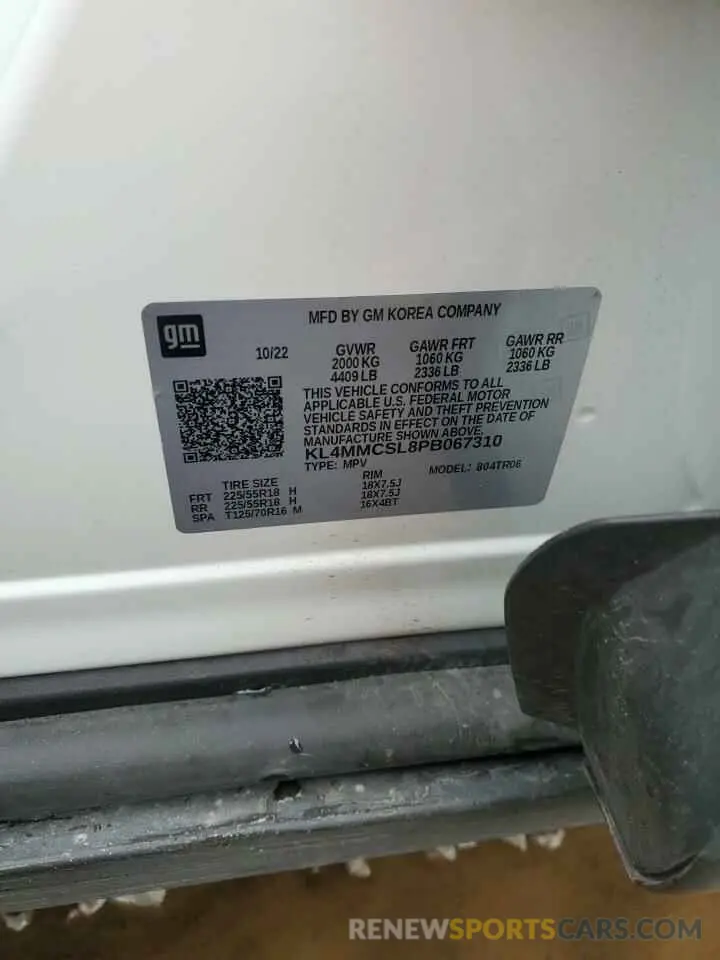 gm
MFD BY GM KOREA COMPANY
10/22
GVWR GAWR FRT GAWR RR
2000 KG 1060 KG 1060 KG
4409 LB 2336 LB 2336 LB
THIS VEHICLE CONFORMS TO ALL
APPLICABLE U.S. FEDERAL MOTOR
VEHICLE SAFETY AND THEFT PREVENTION
STANDARDS IN EFFECT ON THE DATE OF
MANUFACTURE SHOWN ABOVE.
KL4MMCSL8PB067310
TYPE: MPV MODEL: 804TR06
TIRE SIZE RIM
FRT 225/55R18 H 18X7.5J
RR 225/55R18 H 18X7.5J
SPA T125/70R16 M 16X4BT
RENEWSPORTSCARS.COM